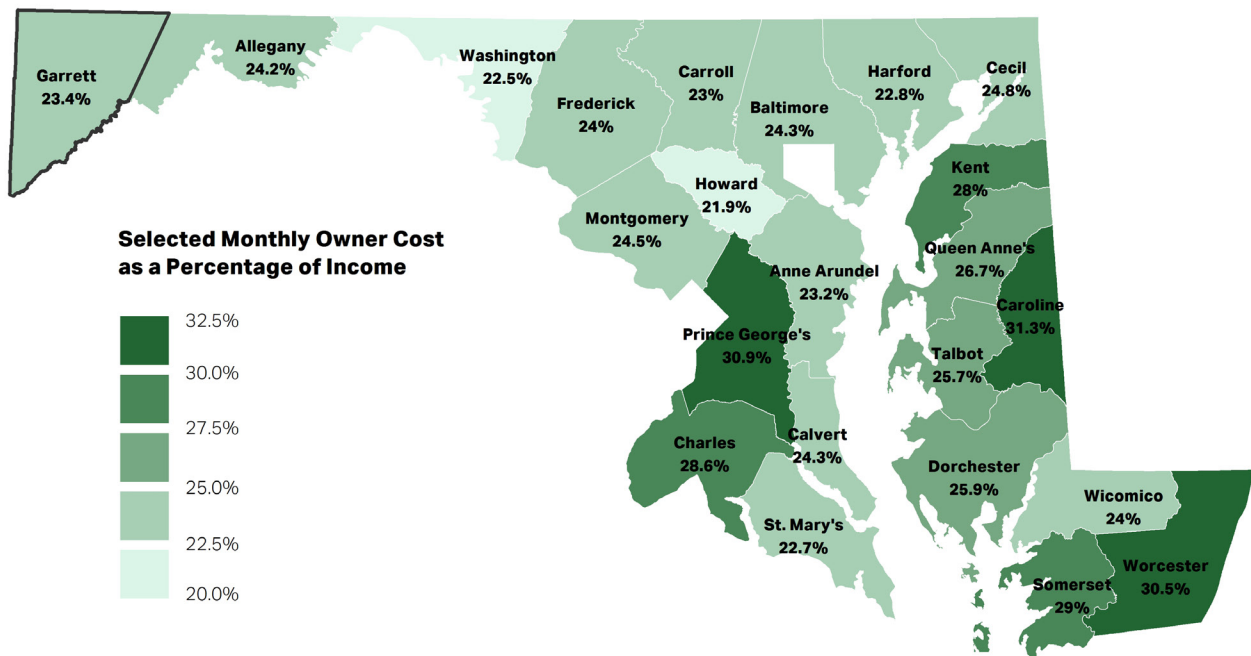 Garrett
23.4%
Allegany
24.2%
Washington
22.5%
Frederick
24%
Carroll
23%
Baltimore
24.3%
Harford
22.8%
Cecil
24.8%
Howard
21.9%
Montgomery
24.5%
Kent
28%
Queen Anne's
26.7%
Anne Arundel
23.2%
Caroline
31.3%
Prince George's
30.9%
Talbot
25.7%
Charles
28.6%
Calvert
24.3%
Dorchester
25.9%
St. Mary's
22.7%
Wicomico
24%
Somerset
29%
Worcester
30.5%
Selected Monthly Owner Cost
as a Percentage of Income
32.5%
30.0%
27.5%
25.0%
22.5%
20.0%